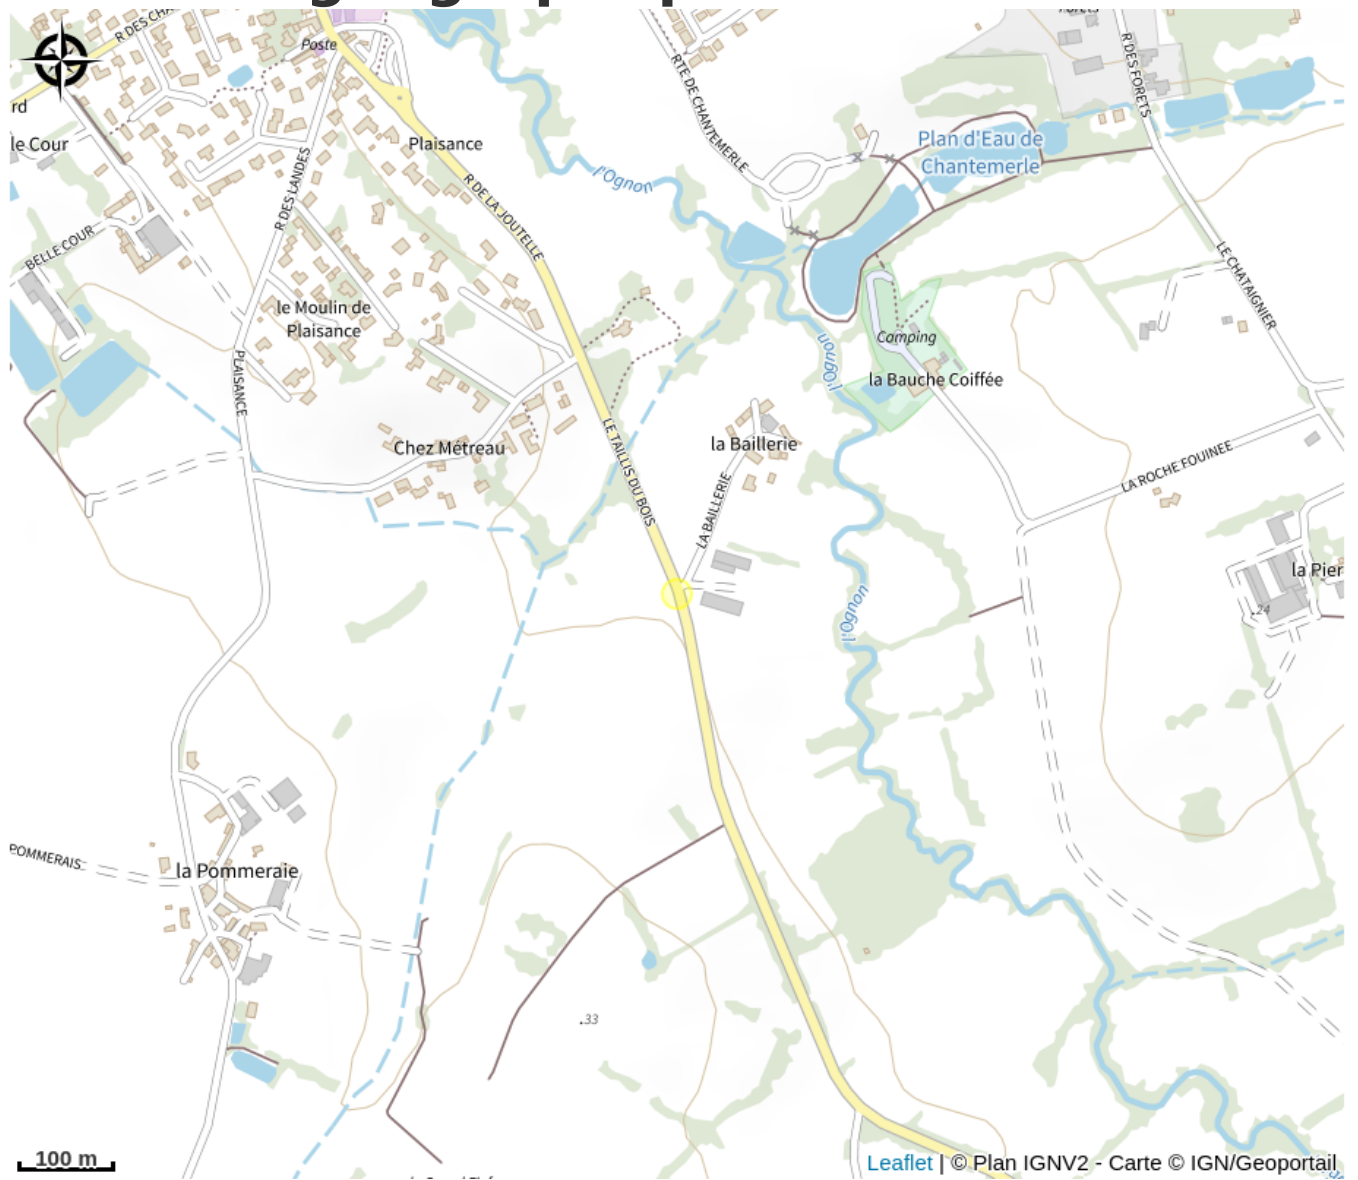 R DES CHA
Poste
Forêts
rd
le Cour
Plaisance
R DES LANDES
R DE LA JOUTELLE
l'Ognon
RTE DE CHANTEMERLE
R DES FORETS
Plan d'Eau de
Chantemerle
BELLE COUR
le Moulin de
Plaisance
LE CHATAIGNIER
PLAISANCE
Camping
l'Ognon
la Bauche Coiffée
Chez Métreau
LE TAILLIS DU BOIS
la Baillerie
LA BAILLERIE
LA ROCHE FOUINEE
la Pier
.24
l'Ognon
POMMERAIS
la Pommeraie
.33
100 m
Leaflet | © Plan IGNV2 - Carte © IGN/Geoportail